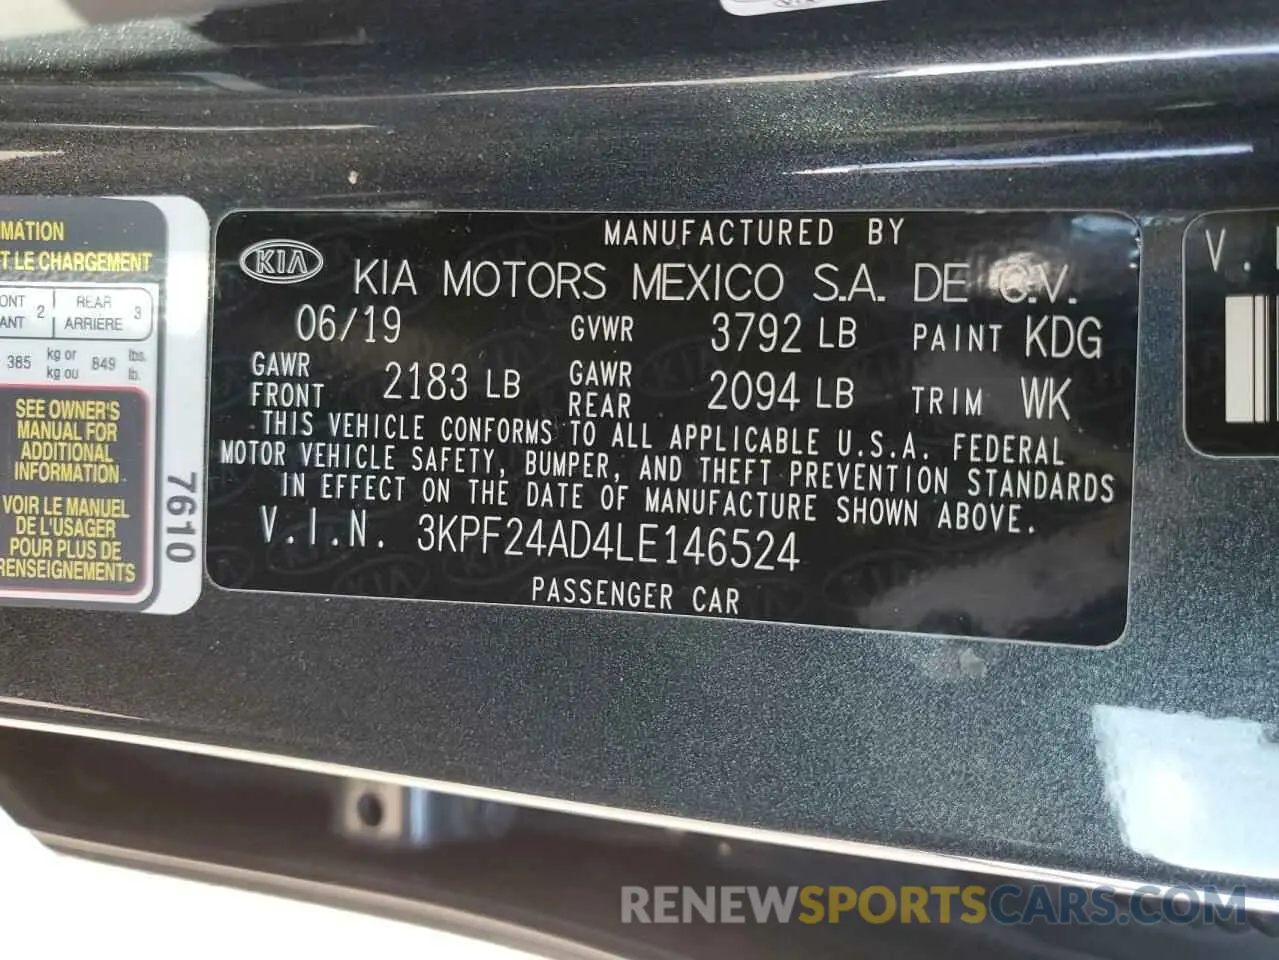 MANUFACTURED BY
KIA
KIA MOTORS MEXICO S.A. DE C.V.
06/19 GVWR 3792 LB PAINT KDG
GAWR FRONT 2183 LB GAWR REAR 2094 LB TRIM WK
THIS VEHICLE CONFORMS TO ALL APPLICABLE U.S.A. FEDERAL
MOTOR VEHICLE SAFETY, BUMPER, AND THEFT PREVENTION STANDARDS
IN EFFECT ON THE DATE OF MANUFACTURE SHOWN ABOVE.
V.I.N. 3KPF24AD4LE146524
PASSENGER CAR
T LE CHARGEMENT
2 REAR 3
ARRIÈRE
385 kg or 849 lbs.
kg ou lb.
SEE OWNER'S
MANUAL FOR
ADDITIONAL
INFORMATION
VOIR LE MANUEL
DE L'USAGER
POUR PLUS DE
RENSEIGNEMENTS
7610
V.
RENEWSPORTSCARS.COM